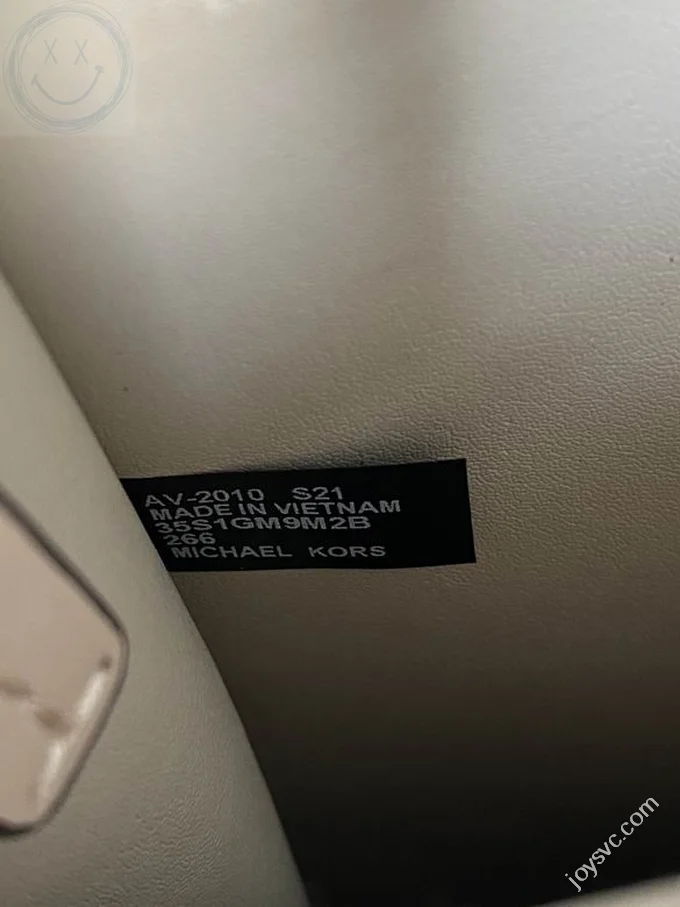 AV-2010 S21
MADE IN VIETNAM
35S1GM9M2B
266
MICHAEL KORS
joysvc.com